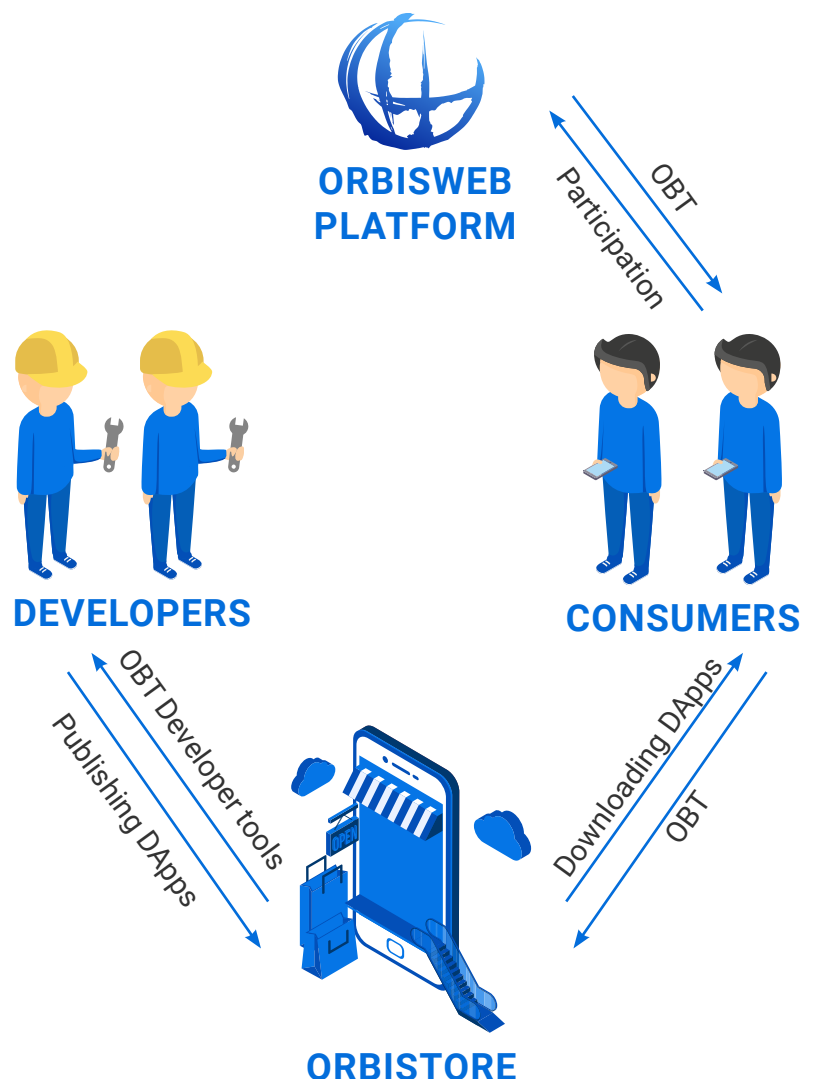 ORBISWEB
PLATFORM
OBT
Participation
DEVELOPERS
CONSUMERS
OBT Developer tools
Publishing DApps
Downloading DApps
OBT
OPEN
ORBISTORE